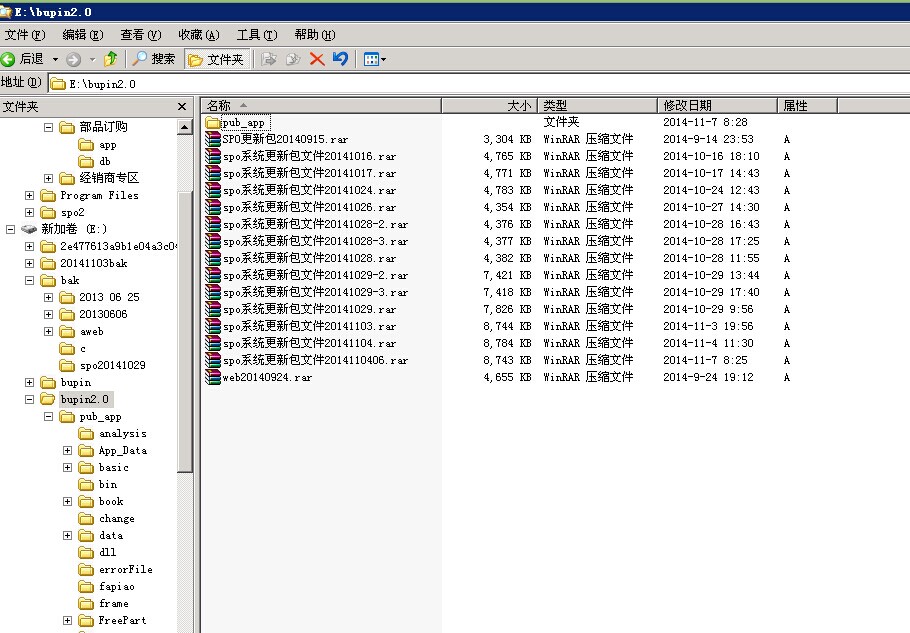 E:\bupin2.0
文件(F) 编辑(E) 查看(V) 收藏(A) 工具(T) 帮助(H)
后退 搜索 文件夹
地址(D) E:\bupin2.0
文件夹
部品订购
app
db
经销商专区
Program Files
spo2
新加卷 (E:)
2e477613a9b1e04a3c04
20141103bak
bak
2013 06 25
20130606
aweb
c
spo20141029
bupin
bupin2.0
pub_app
analysis
App_Data
basic
bin
book
change
data
dll
errorFile
fapiao
frame
FreePart
名称 大小 类型 修改日期 属性
pub_app 文件夹 2014-11-7 8:28
SPO更新包20140915.rar 3,304 KB WinRAR 压缩文件 2014-9-14 23:53 A
spo系统更新包文件20141016.rar 4,765 KB WinRAR 压缩文件 2014-10-16 18:10 A
spo系统更新包文件20141017.rar 4,771 KB WinRAR 压缩文件 2014-10-17 14:43 A
spo系统更新包文件20141024.rar 4,783 KB WinRAR 压缩文件 2014-10-24 12:43 A
spo系统更新包文件20141026.rar 4,354 KB WinRAR 压缩文件 2014-10-27 14:30 A
spo系统更新包文件20141028-2.rar 4,376 KB WinRAR 压缩文件 2014-10-28 16:43 A
spo系统更新包文件20141028-3.rar 4,377 KB WinRAR 压缩文件 2014-10-28 17:25 A
spo系统更新包文件20141028.rar 4,382 KB WinRAR 压缩文件 2014-10-28 11:55 A
spo系统更新包文件20141029-2.rar 7,421 KB WinRAR 压缩文件 2014-10-29 13:44 A
spo系统更新包文件20141029-3.rar 7,418 KB WinRAR 压缩文件 2014-10-29 17:40 A
spo系统更新包文件20141029.rar 7,826 KB WinRAR 压缩文件 2014-10-29 9:56 A
spo系统更新包文件20141103.rar 8,744 KB WinRAR 压缩文件 2014-11-3 19:56 A
spo系统更新包文件20141104.rar 8,784 KB WinRAR 压缩文件 2014-11-4 11:30 A
spo系统更新包文件2014110406.rar 8,743 KB WinRAR 压缩文件 2014-11-7 8:25 A
web20140924.rar 4,655 KB WinRAR 压缩文件 2014-9-24 19:12 A